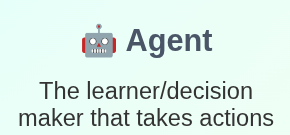 🤖 Agent
The learner/decision
maker that takes actions